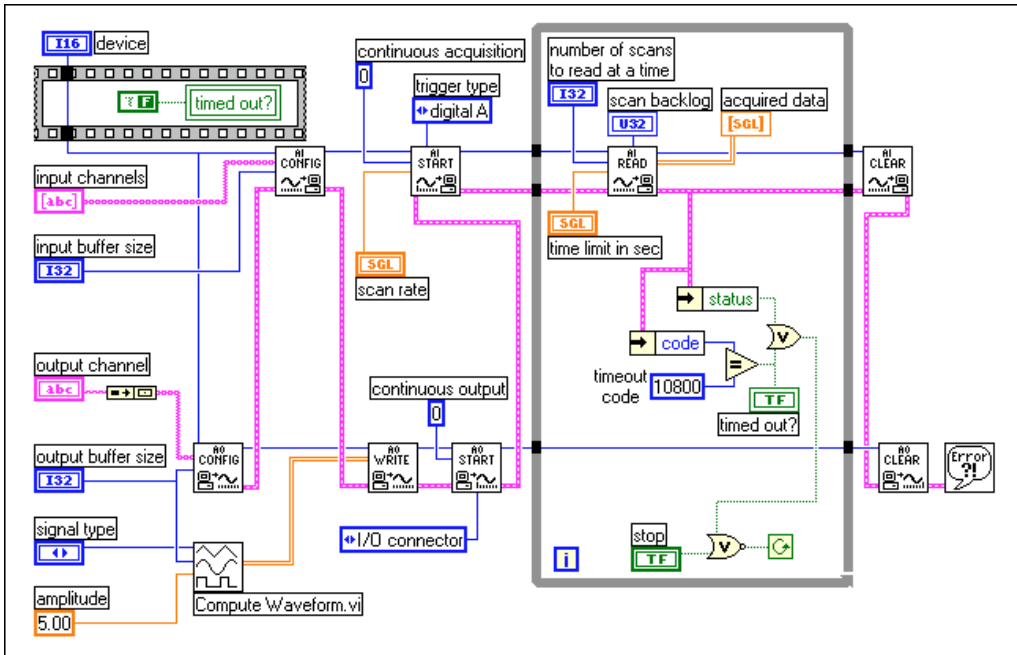 I16
device
continuous acquisition
0
trigger type
digital A
number of scans
to read at a time
I32
scan backlog
U32
acquired data
[SGL]
F
timed out?
AI
CONFIG
AI
START
AI
READ
AI
CLEAR
input channels
[abc]
input buffer size
I32
SGL
scan rate
SGL
time limit in sec
status
code
=
V
timeout
code
10800
TF
timed out?
output channel
abc
continuous output
0
output buffer size
I32
AO
CONFIG
AO
WRITE
AO
START
AO
CLEAR
Error
?!
signal type
I/O connector
stop
TF
V
i
Compute Waveform.vi
amplitude
5.00